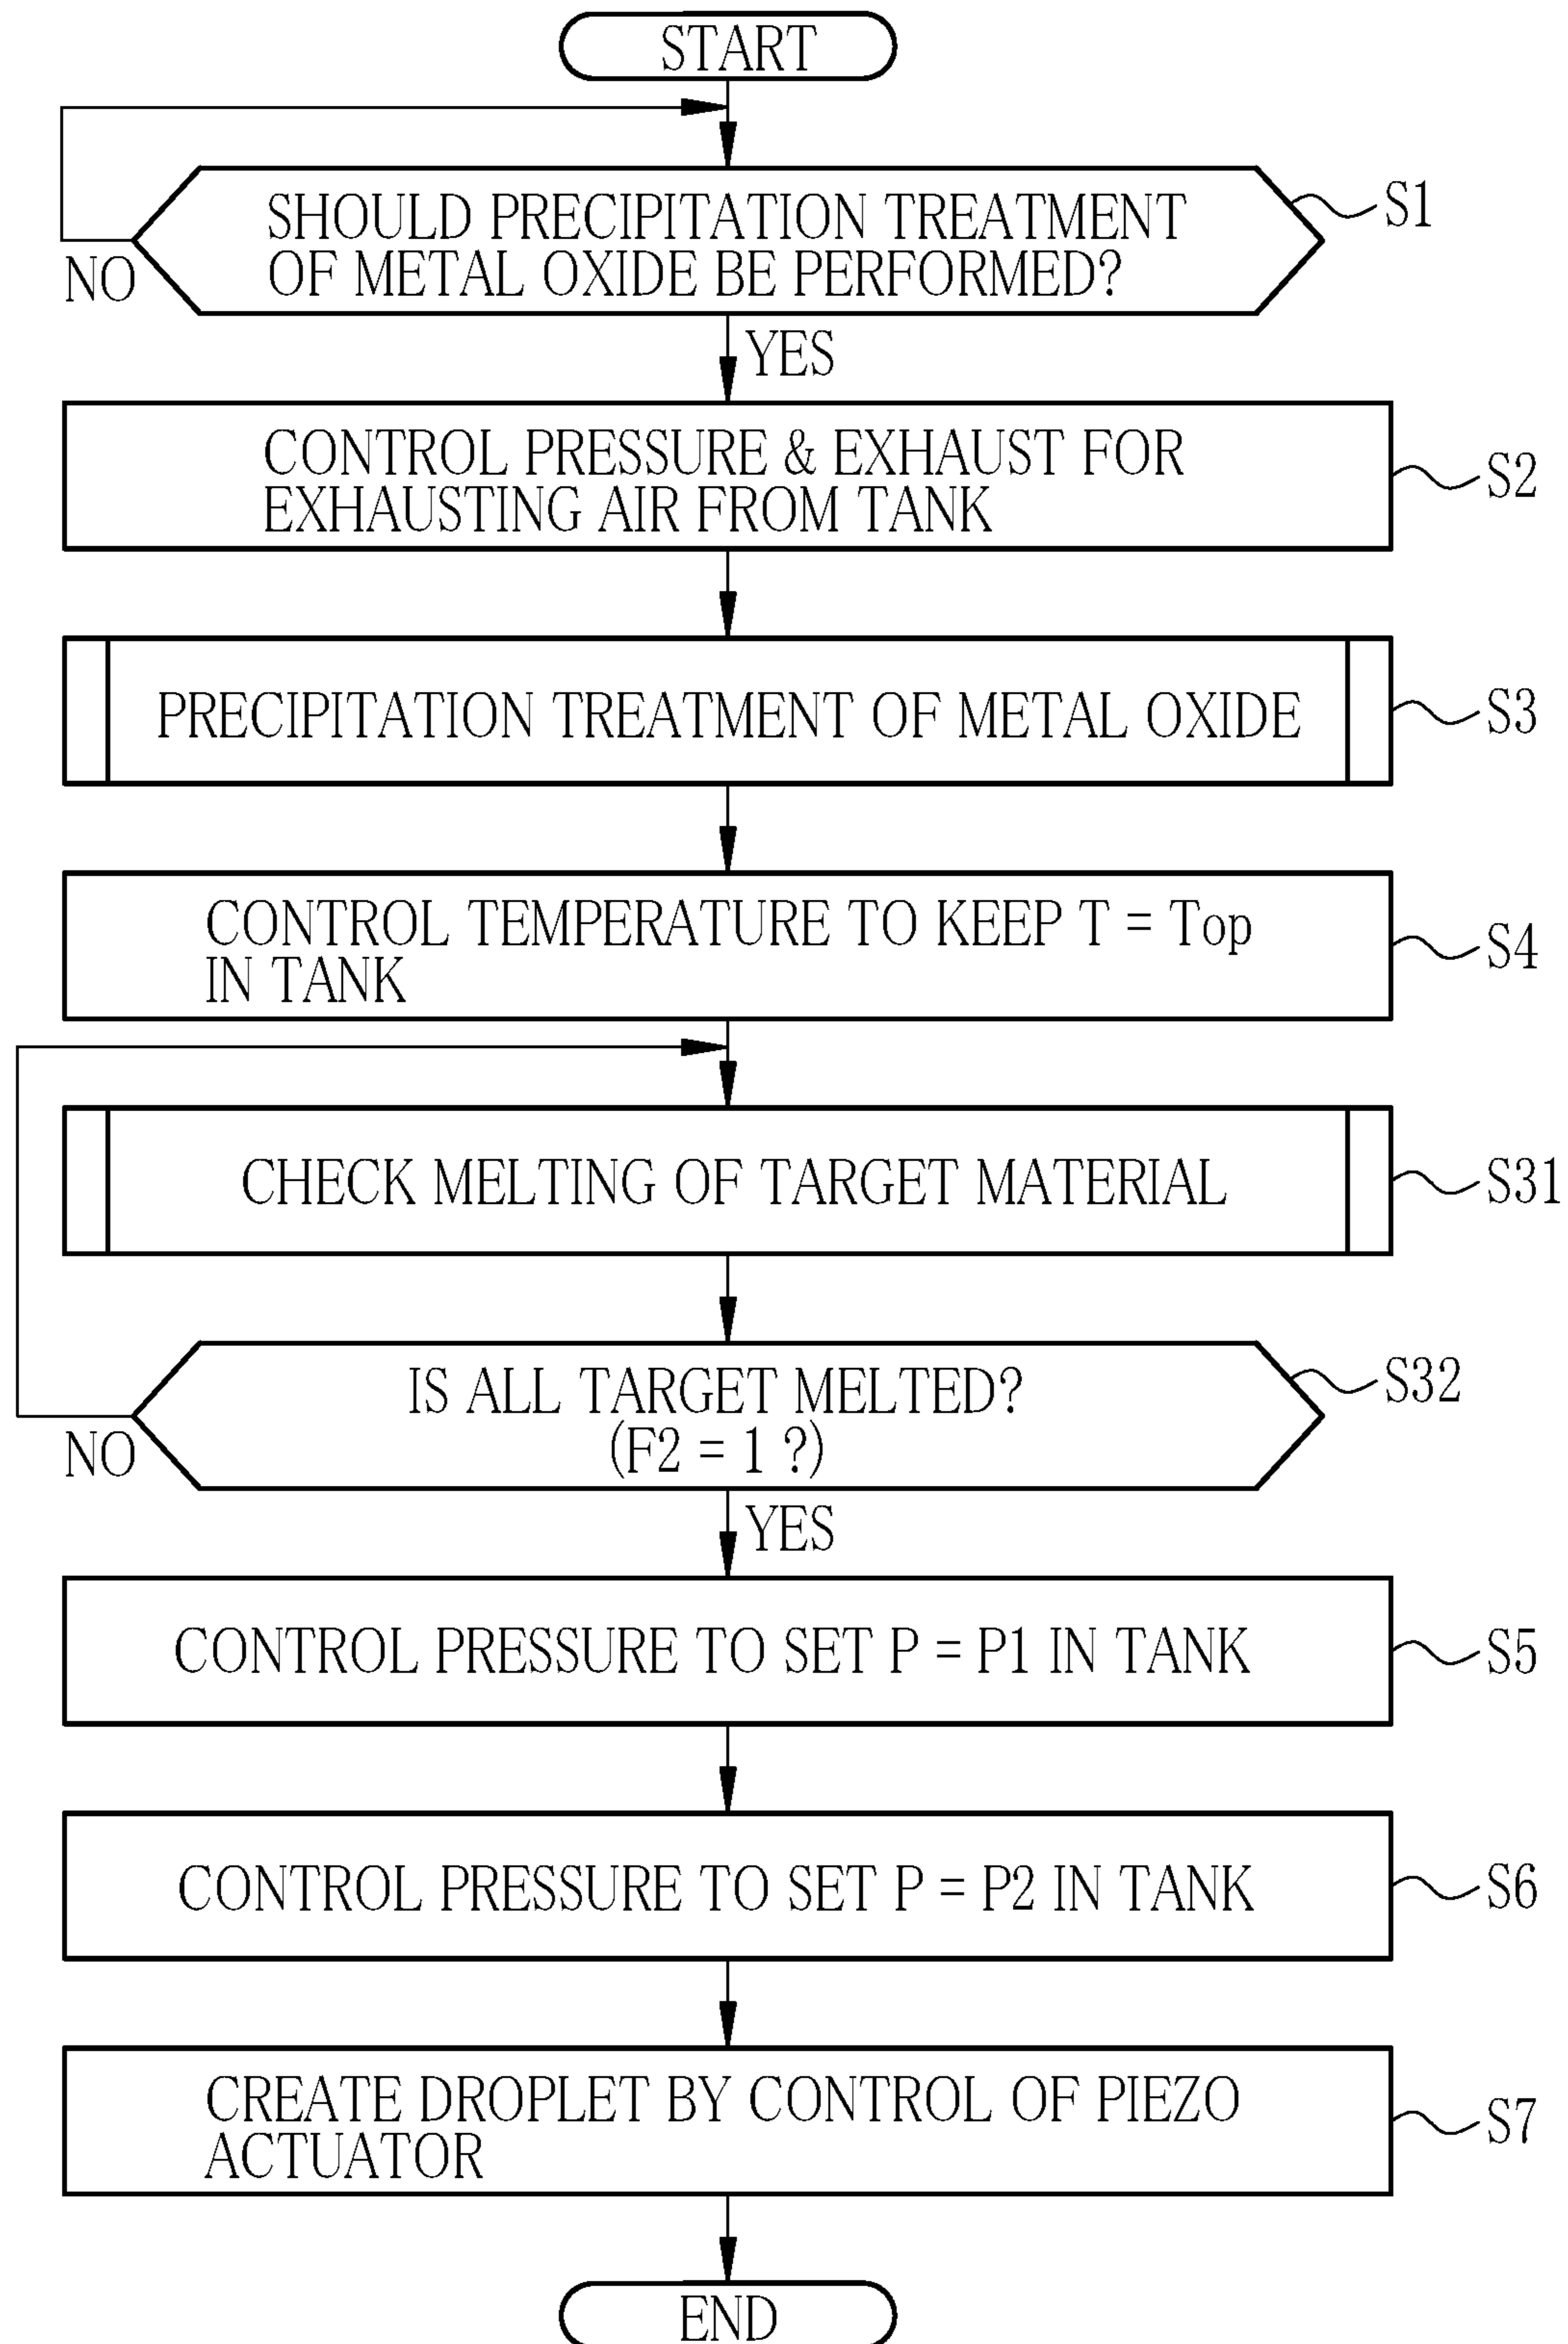 START
SHOULD PRECIPITATION TREATMENT
OF METAL OXIDE BE PERFORMED?
S1
NO
YES
CONTROL PRESSURE & EXHAUST FOR
EXHAUSTING AIR FROM TANK
S2
PRECIPITATION TREATMENT OF METAL OXIDE
S3
CONTROL TEMPERATURE TO KEEP T = Top
IN TANK
S4
CHECK MELTING OF TARGET MATERIAL
S31
IS ALL TARGET MELTED?
(F2 = 1 ?)
S32
NO
YES
CONTROL PRESSURE TO SET P = P1 IN TANK
S5
CONTROL PRESSURE TO SET P = P2 IN TANK
S6
CREATE DROPLET BY CONTROL OF PIEZO
ACTUATOR
S7
END